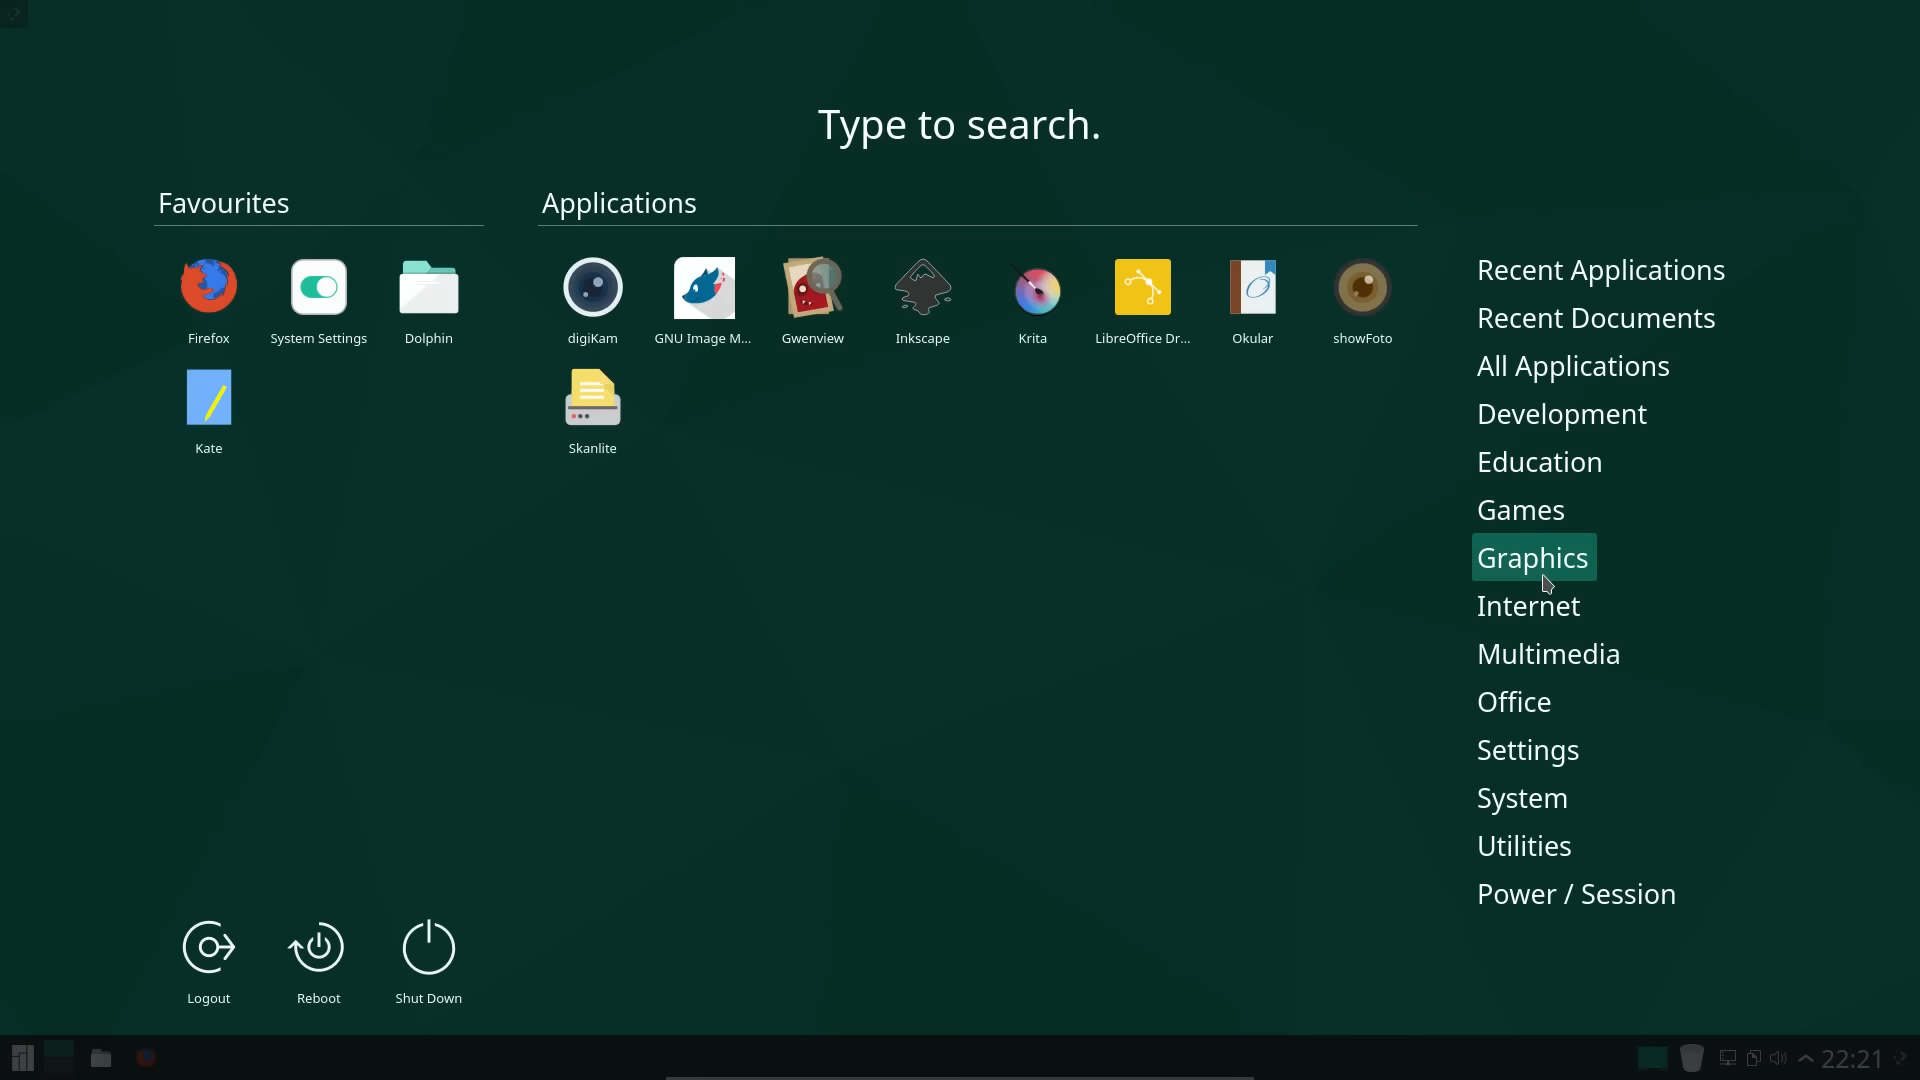 Type to search.
Favourites
Applications
Firefox
System Settings
Dolphin
Kate
digiKam
GNU Image M...
Gwenview
Inkscape
Krita
LibreOffice Dr...
Okular
showFoto
Skanlite
Recent Applications
Recent Documents
All Applications
Development
Education
Games
Graphics
Internet
Multimedia
Office
Settings
System
Utilities
Power / Session
Logout
Reboot
Shut Down
22:21